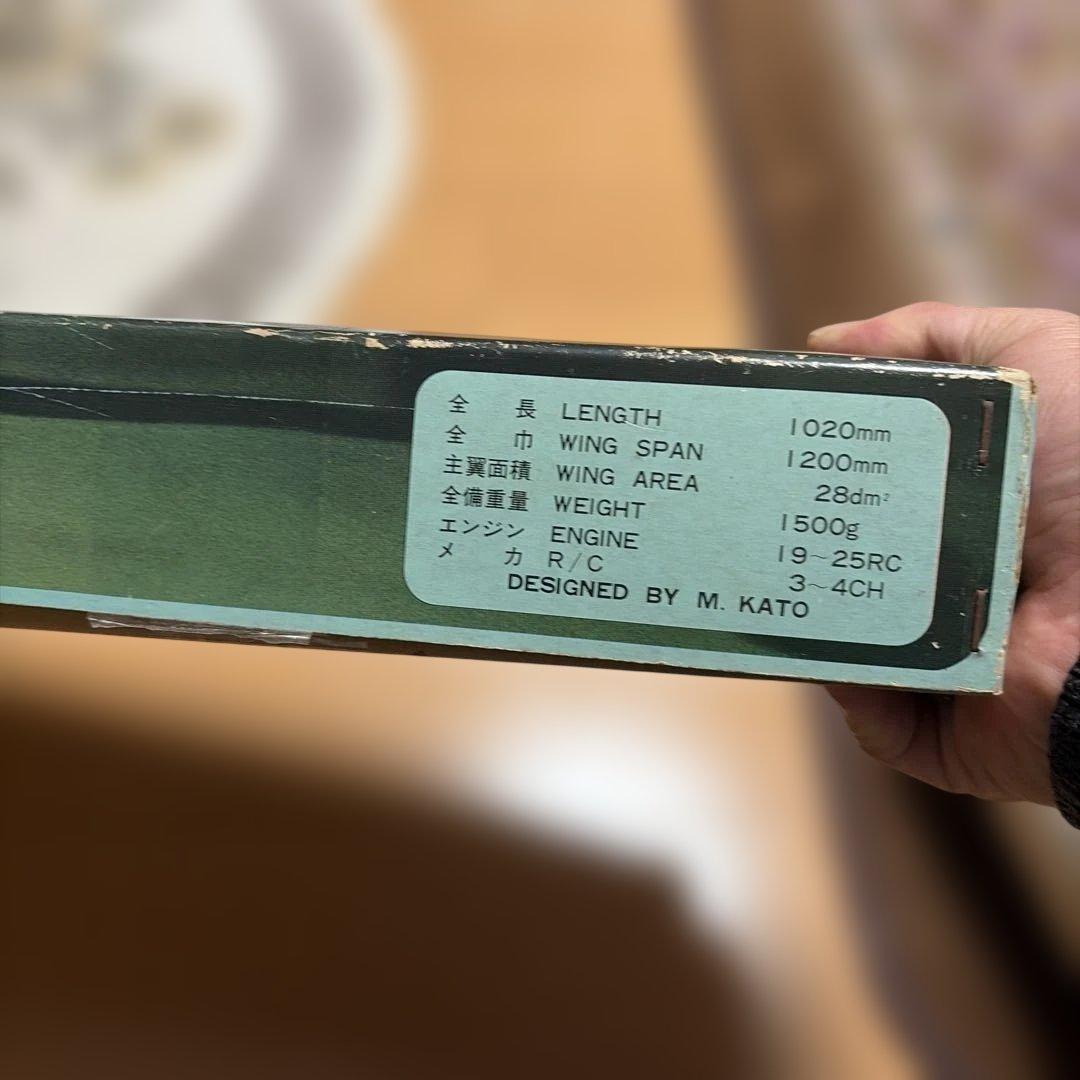 全 長 LENGTH 1020mm
全 巾 WING SPAN 1200mm
主翼面積 WING AREA 28dm²
全備重量 WEIGHT 1500g
エンジン ENGINE 19~25RC
メ カ R/C 3~4CH
DESIGNED BY M. KATO